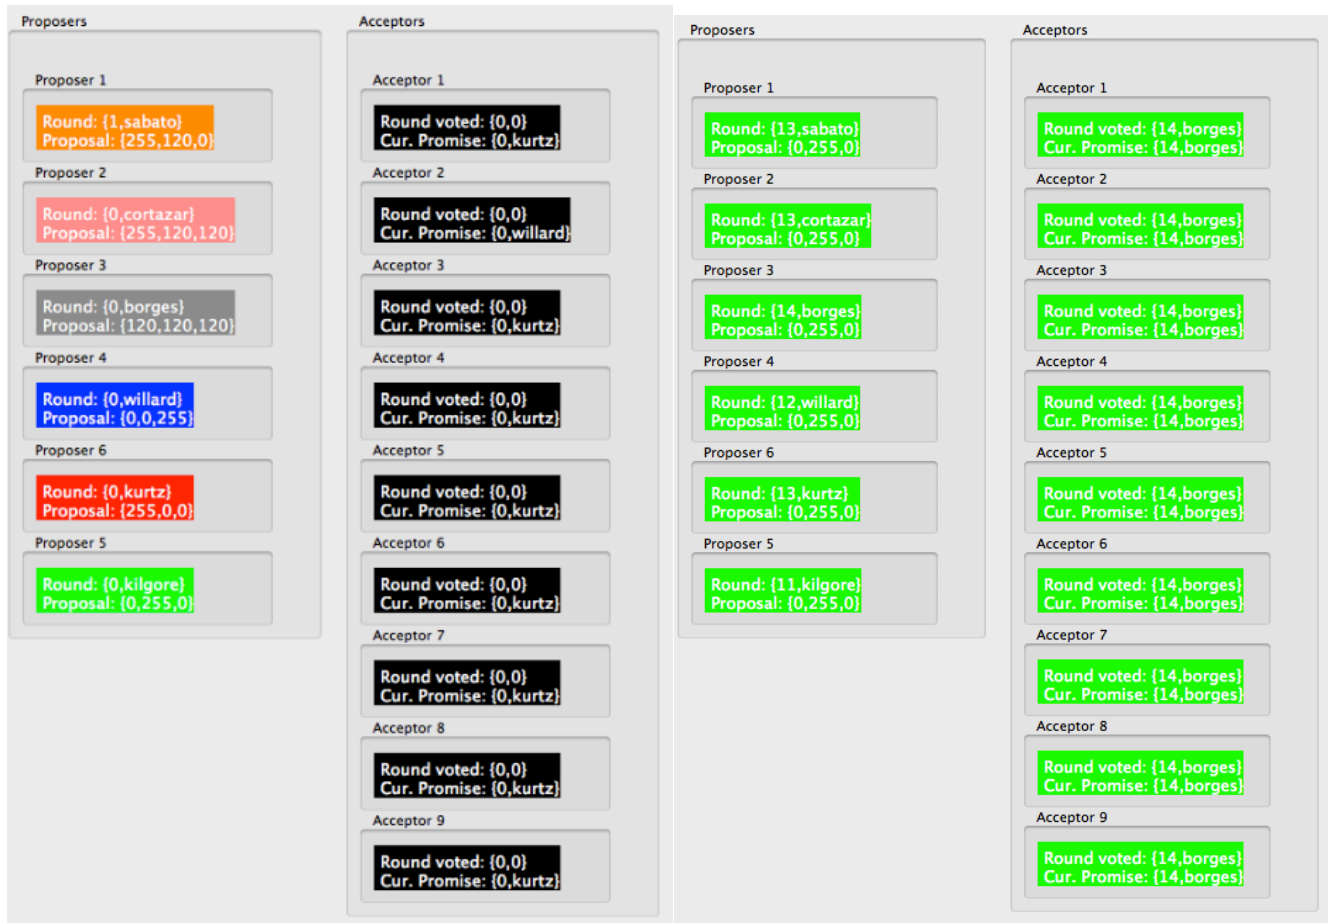 Proposers
Proposer 1
Round: {1,sabato}
Proposal: {255,120,0}
Proposer 2
Round: {0,cortazar}
Proposal: {255,120,120}
Proposer 3
Round: {0,borges}
Proposal: {120,120,120}
Proposer 4
Round: {0,willard}
Proposal: {0,0,255}
Proposer 6
Round: {0,kurtz}
Proposal: {255,0,0}
Proposer 5
Round: {0,kilgore}
Proposal: {0,255,0}
Acceptors
Acceptor 1
Round voted: {0,0}
Cur. Promise: {0,kurtz}
Acceptor 2
Round voted: {0,0}
Cur. Promise: {0,willard}
Acceptor 3
Round voted: {0,0}
Cur. Promise: {0,kurtz}
Acceptor 4
Round voted: {0,0}
Cur. Promise: {0,kurtz}
Acceptor 5
Round voted: {0,0}
Cur. Promise: {0,kurtz}
Acceptor 6
Round voted: {0,0}
Cur. Promise: {0,kurtz}
Acceptor 7
Round voted: {0,0}
Cur. Promise: {0,kurtz}
Acceptor 8
Round voted: {0,0}
Cur. Promise: {0,kurtz}
Acceptor 9
Round voted: {0,0}
Cur. Promise: {0,kurtz}
Proposers
Proposer 1
Round: {13,sabato}
Proposal: {0,255,0}
Proposer 2
Round: {13,cortazar}
Proposal: {0,255,0}
Proposer 3
Round: {14,borges}
Proposal: {0,255,0}
Proposer 4
Round: {12,willard}
Proposal: {0,255,0}
Proposer 6
Round: {13,kurtz}
Proposal: {0,255,0}
Proposer 5
Round: {11,kilgore}
Proposal: {0,255,0}
Acceptors
Acceptor 1
Round voted: {14,borges}
Cur. Promise: {14,borges}
Acceptor 2
Round voted: {14,borges}
Cur. Promise: {14,borges}
Acceptor 3
Round voted: {14,borges}
Cur. Promise: {14,borges}
Acceptor 4
Round voted: {14,borges}
Cur. Promise: {14,borges}
Acceptor 5
Round voted: {14,borges}
Cur. Promise: {14,borges}
Acceptor 6
Round voted: {14,borges}
Cur. Promise: {14,borges}
Acceptor 7
Round voted: {14,borges}
Cur. Promise: {14,borges}
Acceptor 8
Round voted: {14,borges}
Cur. Promise: {14,borges}
Acceptor 9
Round voted: {14,borges}
Cur. Promise: {14,borges}